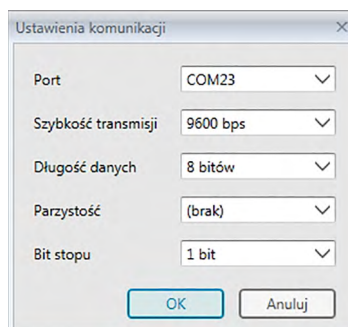 Ustawienia komunikacji
Port COM23
Szybkość transmisji 9600 bps
Długość danych 8 bitów
Parzystość (brak)
Bit stopu 1 bit
OK Anuluj